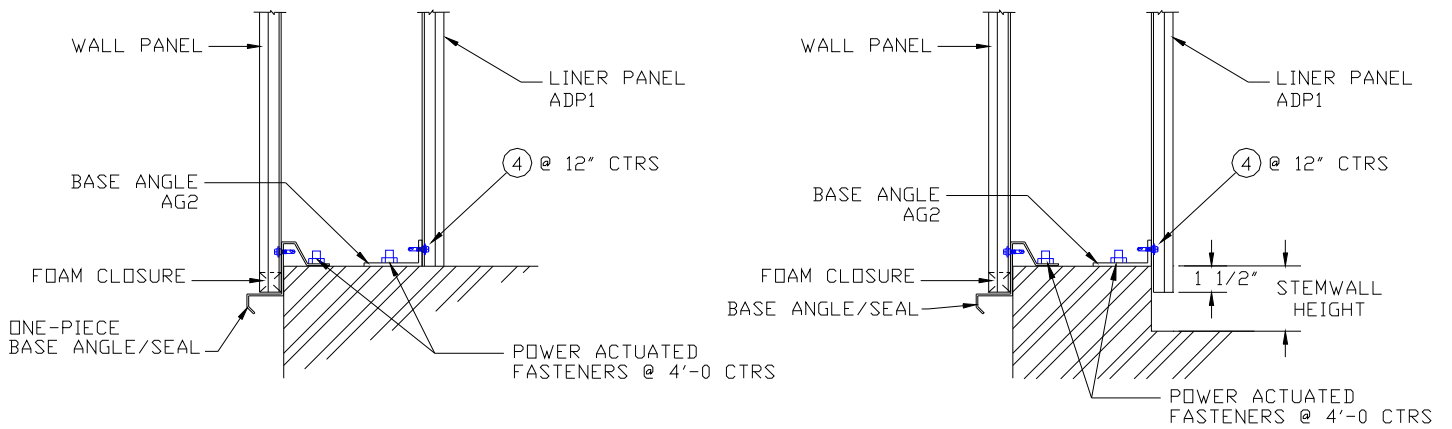 WALL PANEL
LINER PANEL
ADP1
4 @ 12" CTRS
BASE ANGLE
AG2
FOAM CLOSURE
ONE-PIECE
BASE ANGLE/SEAL
POWER ACTUATED
FASTENERS @ 4'-0 CTRS
WALL PANEL
LINER PANEL
ADP1
4 @ 12" CTRS
BASE ANGLE
AG2
FOAM CLOSURE
BASE ANGLE/SEAL
1 1/2"
STEMWALL
HEIGHT
POWER ACTUATED
FASTENERS @ 4'-0 CTRS